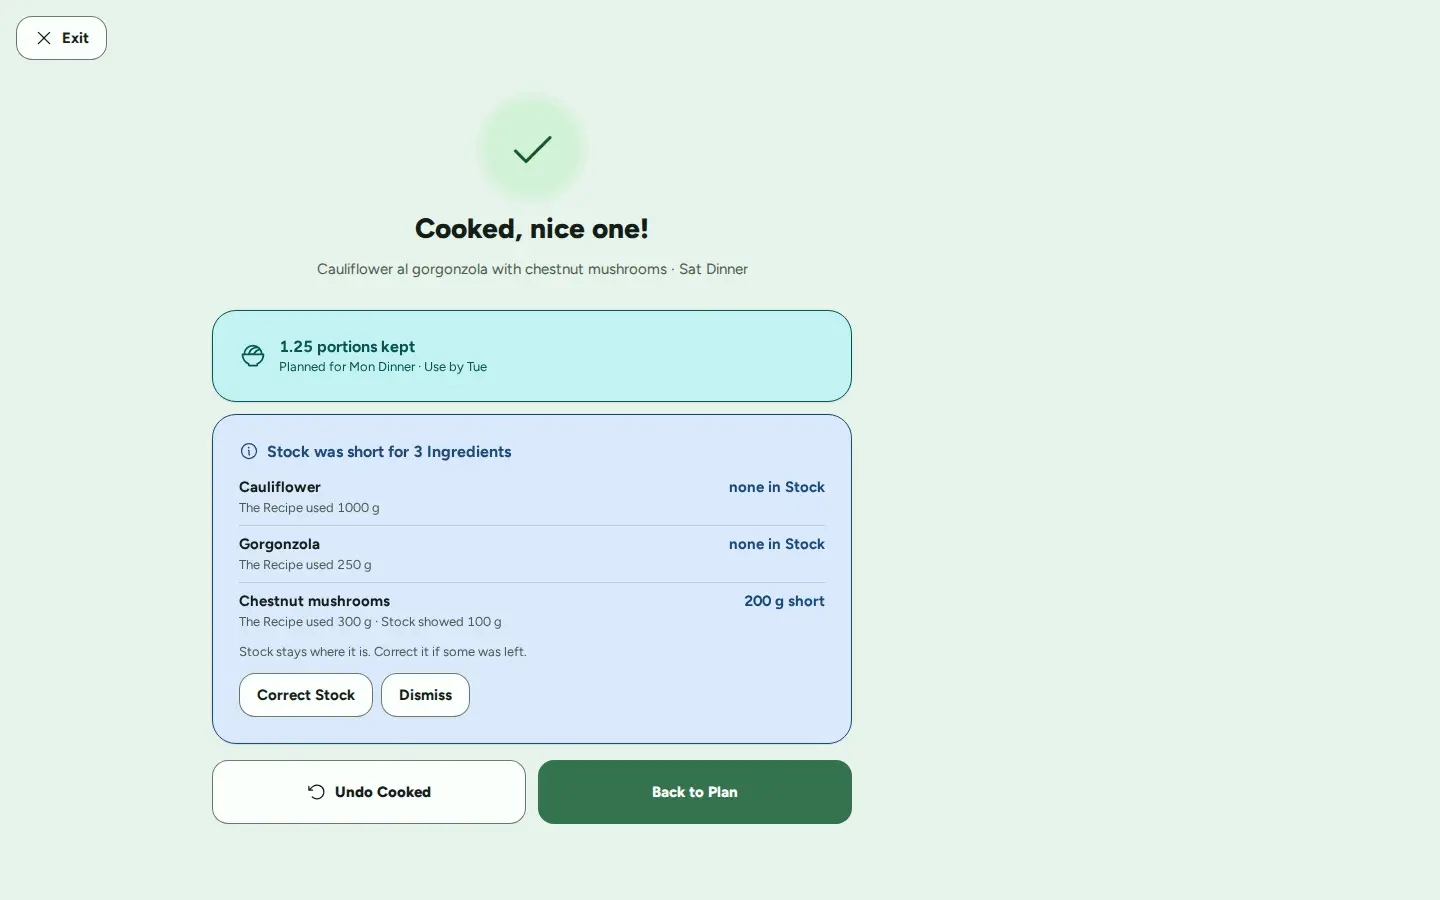 Exit
Cooked, nice one!
Cauliflower al gorgonzola with chestnut mushrooms · Sat Dinner
1.25 portions kept
Planned for Mon Dinner · Use by Tue
Stock was short for 3 Ingredients
Cauliflower none in Stock
The Recipe used 1000 g
Gorgonzola none in Stock
The Recipe used 250 g
Chestnut mushrooms 200 g short
The Recipe used 300 g · Stock showed 100 g
Stock stays where it is. Correct it if some was left.
Correct Stock Dismiss
Undo Cooked Back to Plan